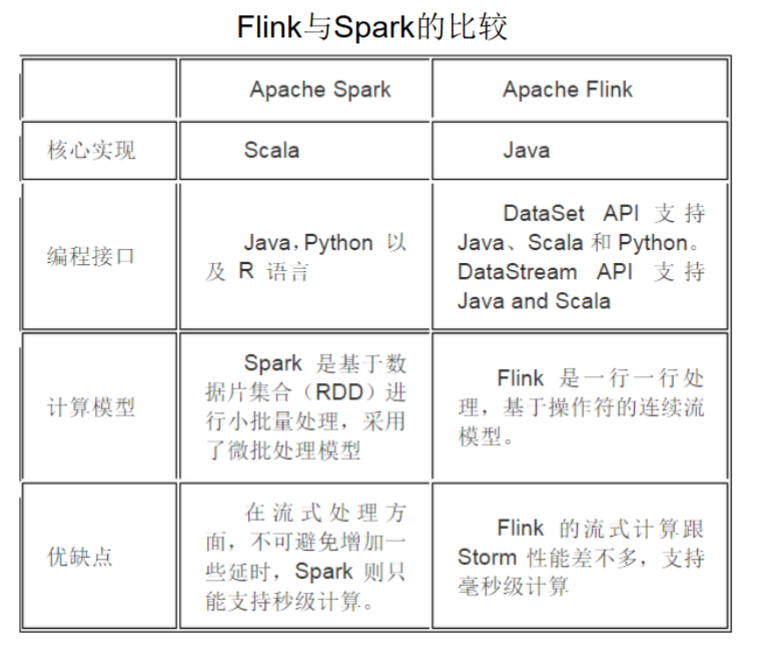 Flink与Spark的比较
Apache Spark
Apache Flink
核心实现
Scala
Java
编程接口
Java，Python 以
及 R 语言
DataSet API 支持
Java、Scala 和 Python。
DataStream API 支持
Java and Scala
计算模型
Spark 是基于数
据片集合（RDD）进
行小批量处理，采用
了微批处理模型
Flink 是一行一行处
理，基于操作符的连续流
模型。
优缺点
在流式处理方
面，不可避免增加一
些延时，Spark 则只
能支持秒级计算。
Flink 的流式计算跟
Storm 性能差不多，支持
毫秒级计算